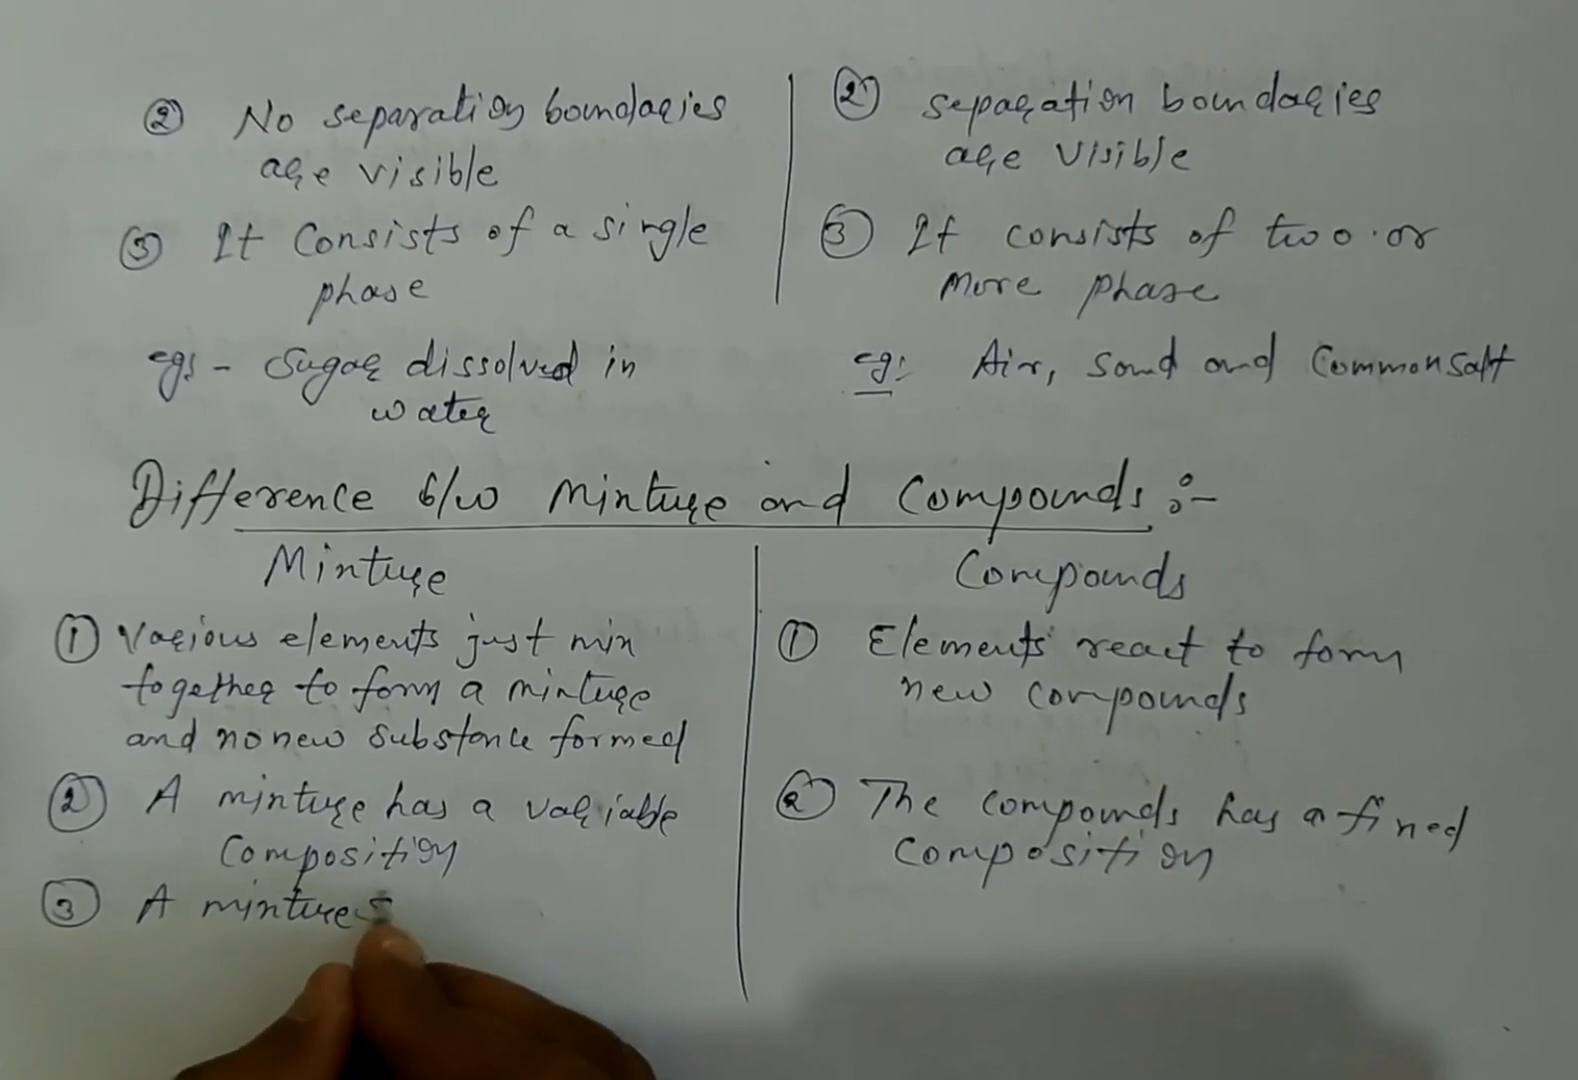 ② No separation boundaries
are visible
③ It Consists of a single
phase
egs - Sugar dissolved in
water
② separation boundaries
are visible
③ It consists of two or
more phase
eg: Air, sand and Common salt
Difference b/w mixture and Compounds :-
Mixture
① Various elements just mix
together to form a mixture
and no new substance formed
② A mixture has a variable
Composition
③ A mixture
Compounds
① Elements react to form
new compounds
② The compounds has a fixed
composition